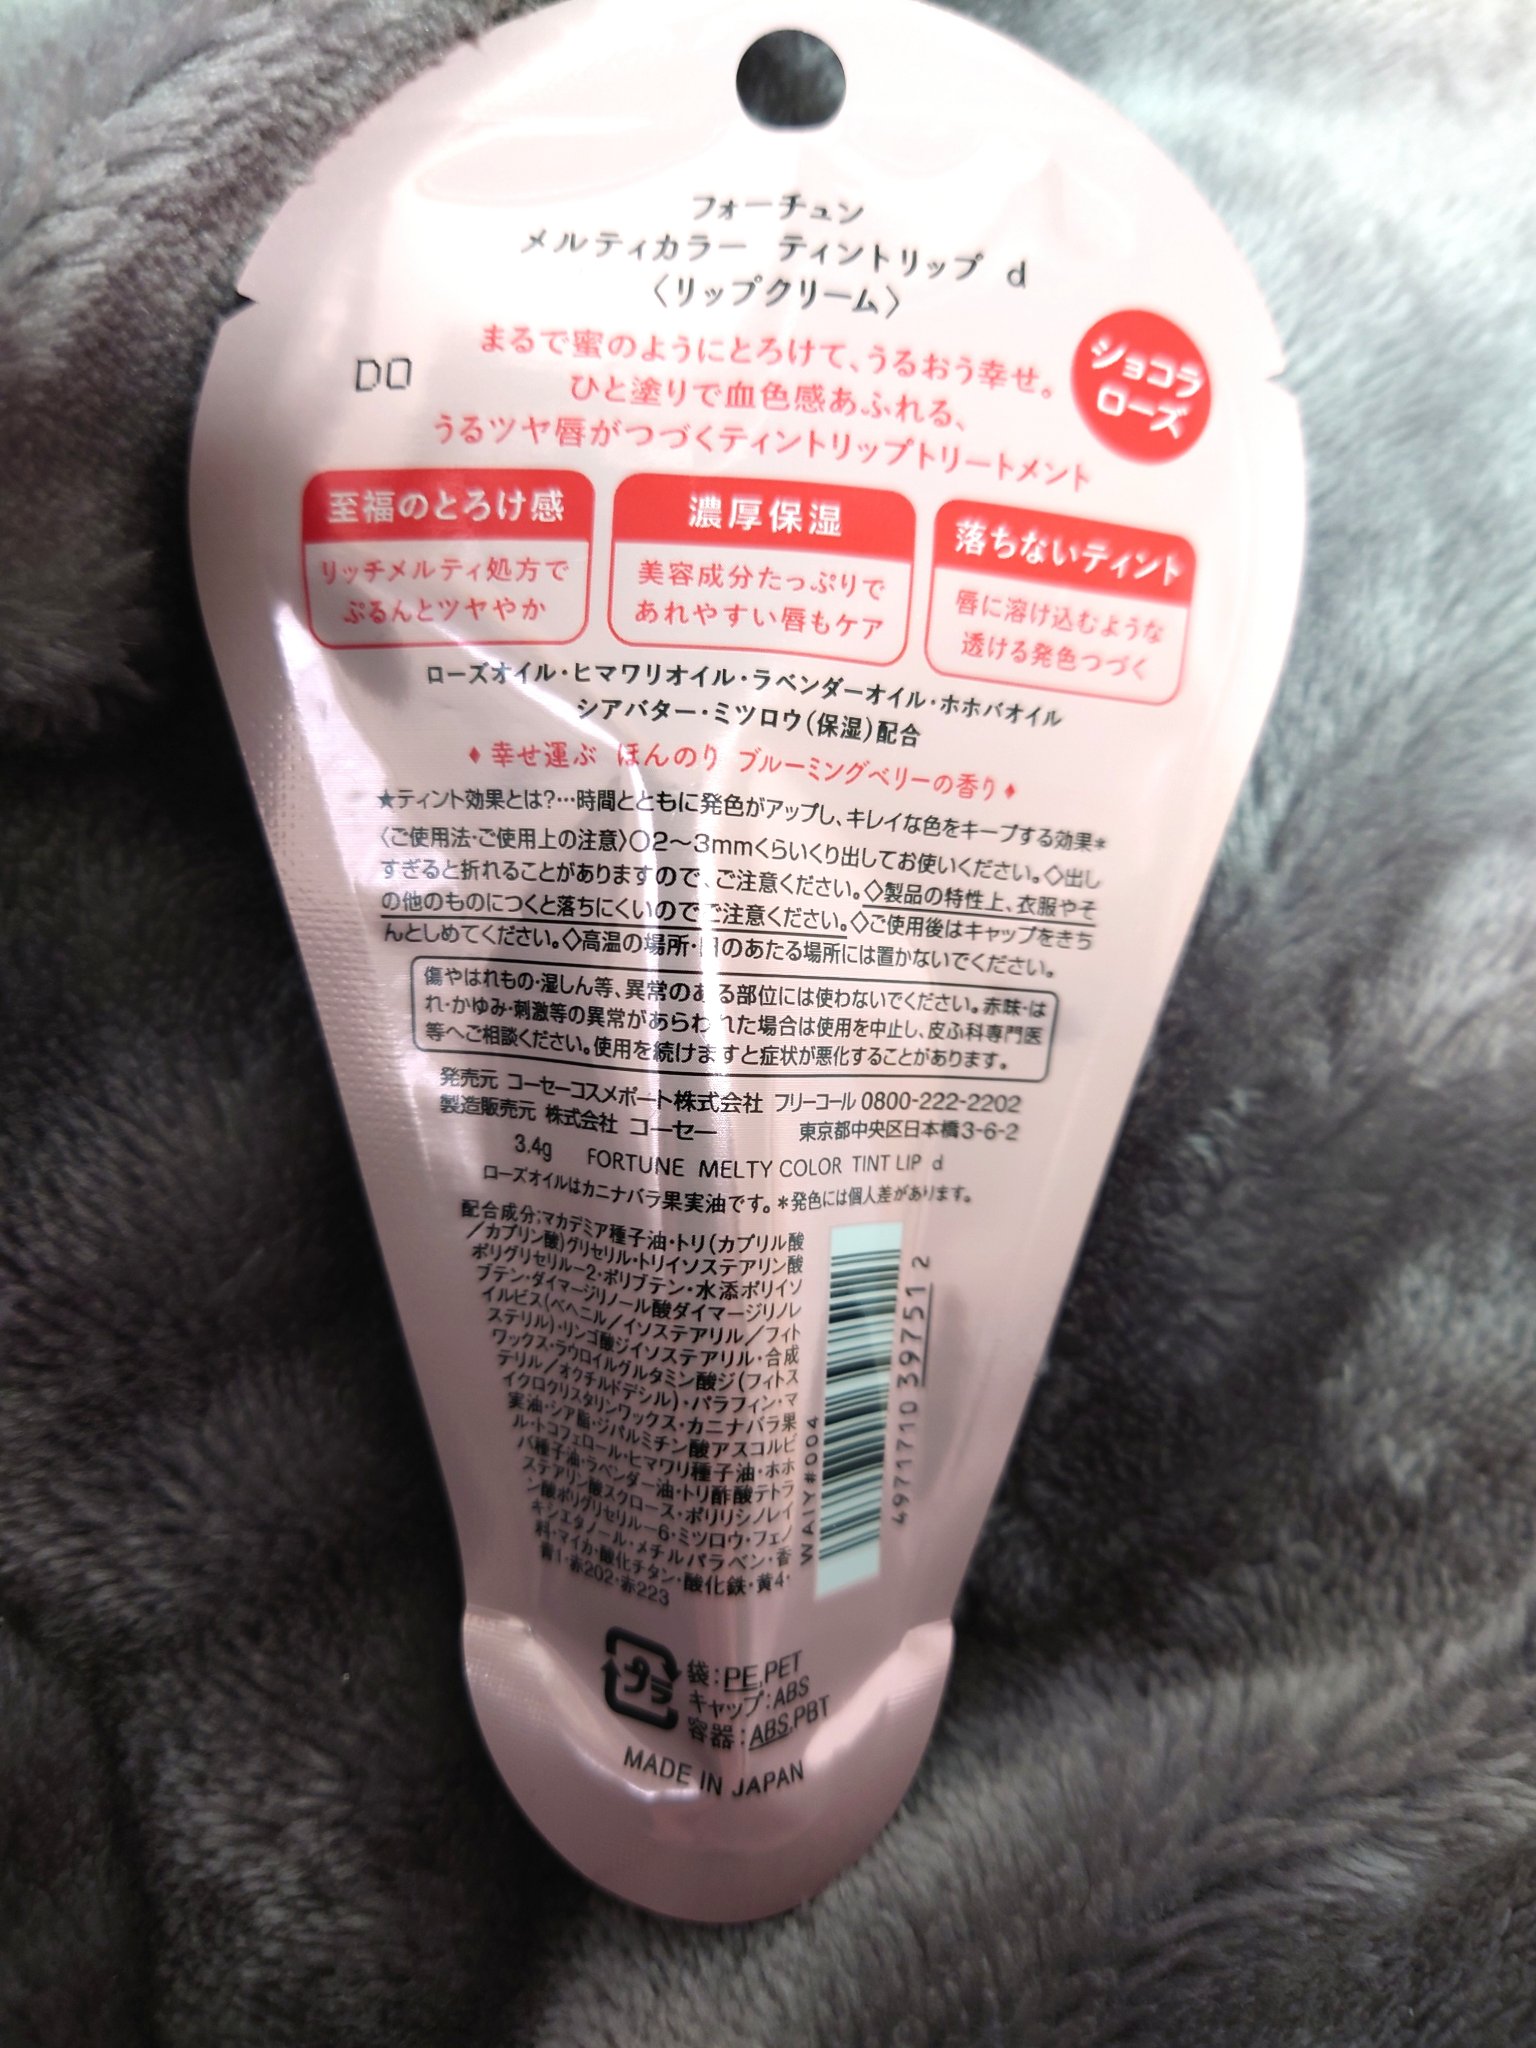 フォーチュン
メルティカラー ティントリップ d
〈リップクリーム〉
ショコラ
ローズ
DO
まるで蜜のようにとろけて、うるおう幸せ。
ひと塗りで血色感あふれる、
うるツヤ唇がつづくティントリップトリートメント
至福のとろけ感
リッチメルティ処方で
ぷるんとツヤやか
濃厚保湿
美容成分たっぷりで
あれやすい唇もケア
落ちないティント
唇に溶け込むような
透ける発色つづく
ローズオイル・ヒマワリオイル・ラベンダーオイル・ホホバオイル
シアバター・ミツロウ(保湿)配合
♦幸せ運ぶ ほんのり ブルーミングベリーの香り♦
★ティント効果とは?…時間とともに発色がアップし、キレイな色をキープする効果*
〈ご使用法・ご使用上の注意〉○2〜3mmくらいくり出してお使いください。◇出し
すぎると折れることがありますので、ご注意ください。◇製品の特性上、衣服やそ
の他のものにつくと落ちにくいのでご注意ください。◇ご使用後はキャップをきち
んとしめてください。◇高温の場所・日のあたる場所には置かないでください。
傷やはれもの・湿しん等、異常のある部位には使わないでください。赤味・は
れ・かゆみ・刺激等の異常があらわれた場合は使用を中止し、皮ふ科専門医
等へご相談ください。使用を続けますと症状が悪化することがあります。
発売元 コーセーコスメポート株式会社 フリーコール 0800-222-2202
製造販売元 株式会社 コーセー 東京都中央区日本橋3-6-2
3.4g FORTUNE MELTY COLOR TINT LIP d
ローズオイルはカニナバラ果実油です。*発色には個人差があります。
配合成分;マカデミア種子油・トリ(カプリル酸
/カプリン酸)グリセリル・トリイソステアリン酸
ポリグリセリル-2・ポリブテン・水添ポリイソ
ブテン・ダイマージリノール酸ダイマージリノレ
イルビス(ベヘニル/イソステアリル/フィト
ステリル)・リンゴ酸ジイソステアリル・合成
ワックス・ラウロイルグルタミン酸ジ(フィトス
テリル/オクチルドデシル)・パラフィン・マ
イクロクリスタリンワックス・カニナバラ果
実油・シア脂・ジパルミチン酸アスコルビ
ル・トコフェロール・ヒマワリ種子油・ホホ
バ種子油・ラベンダー油・トリ酢酸テトラ
ステアリン酸スクロース・ポリリシノレイ
ン酸ポリグリセリル-6・ミツロウ・フェノ
キシエタノール・メチルパラベン・香
料・マイカ・酸化チタン・酸化鉄・黄4・
青1・赤202・赤223
WAIY#004
4971710 397512
プラ
袋:PE,PET
キャップ:ABS
容器:ABS,PBT
MADE IN JAPAN